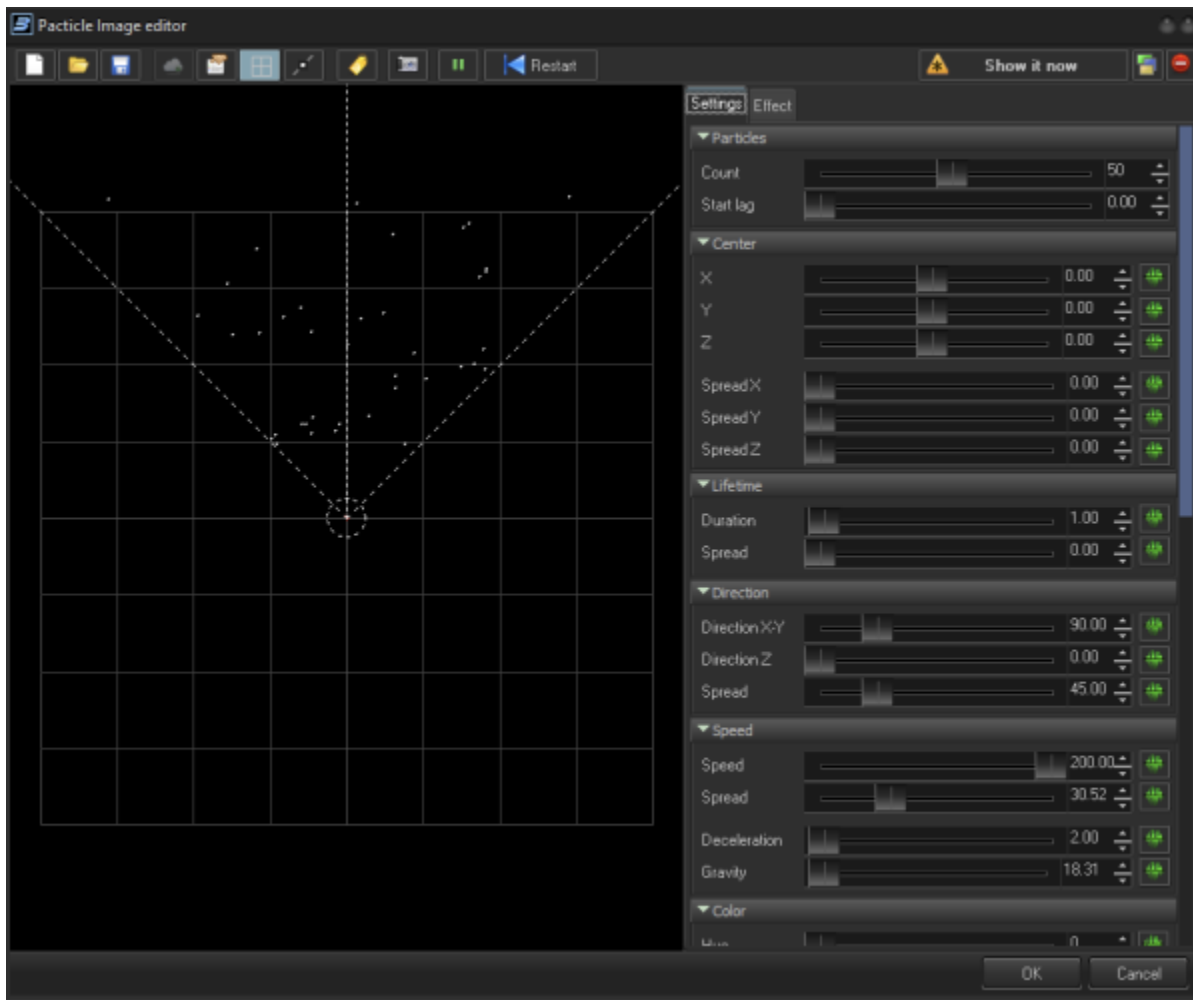 Pacticle Image editor
Restart
Show it now
Settings Effect
Particles
Count 50
Start lag 0.00
Center
X 0.00
Y 0.00
Z 0.00
Spread X 0.00
Spread Y 0.00
Spread Z 0.00
Lifetime
Duration 1.00
Spread 0.00
Direction
Direction X-Y 90.00
Direction Z 0.00
Spread 45.00
Speed
Speed 200.00
Spread 30.52
Deceleration 2.00
Gravity 18.31
Color
Hue 0
OK Cancel